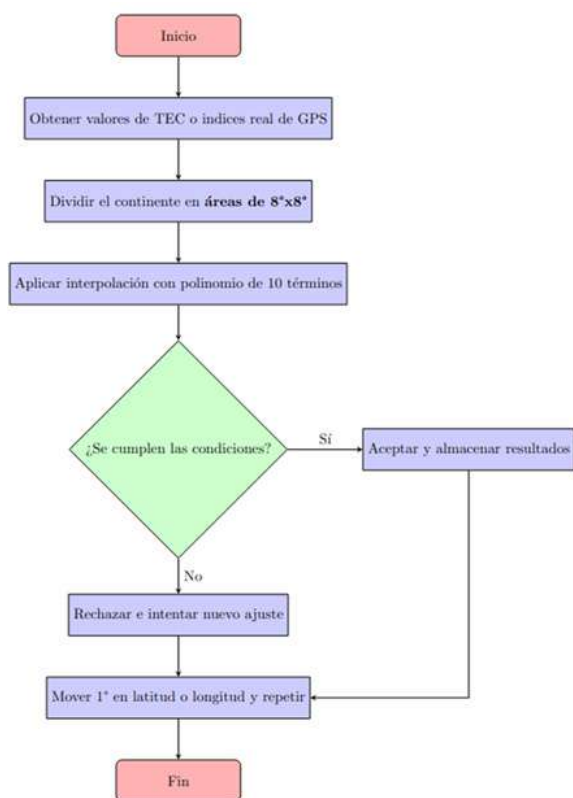 Inicio
Obtener valores de TEC o indices real de GPS
Dividir el continente en áreas de 8°x8°
Aplicar interpolación con polinomio de 10 términos
¿Se cumplen las condiciones?
Sí
Aceptar y almacenar resultados
No
Rechazar e intentar nuevo ajuste
Mover 1° en latitud o longitud y repetir
Fin